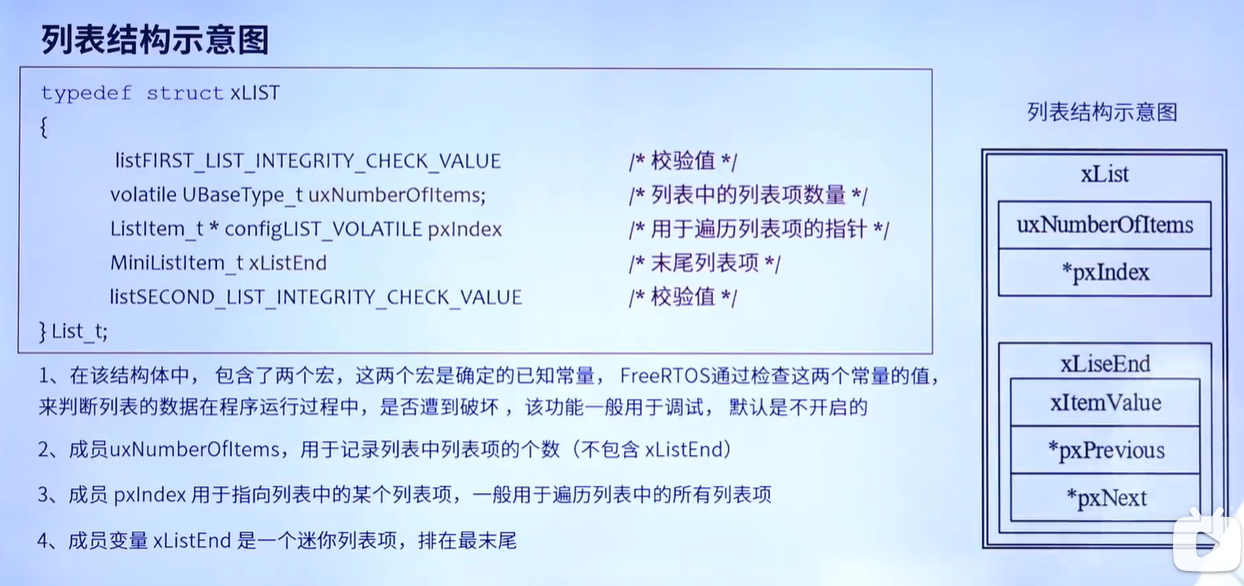 列表结构示意图
typedef struct xLIST
{
listFIRST_LIST_INTEGRITY_CHECK_VALUE /* 校验值 */
volatile UBaseType_t uxNumberOfItems; /* 列表中的列表项数量 */
ListItem_t * configLIST_VOLATILE pxIndex /* 用于遍历列表项的指针 */
MiniListItem_t xListEnd /* 末尾列表项 */
listSECOND_LIST_INTEGRITY_CHECK_VALUE /* 校验值 */
} List_t;
1、在该结构体中， 包含了两个宏，这两个宏是确定的已知常量， FreeRTOS通过检查这两个常量的值，
来判断列表的数据在程序运行过程中，是否遭到破坏 ，该功能一般用于调试， 默认是不开启的
2、成员uxNumberOfItems，用于记录列表中列表项的个数（不包含 xListEnd）
3、成员 pxIndex 用于指向列表中的某个列表项，一般用于遍历列表中的所有列表项
4、成员变量 xListEnd 是一个迷你列表项，排在最末尾
列表结构示意图
xList
uxNumberOfItems
*pxIndex
xLiseEnd
xItemValue
*pxPrevious
*pxNext